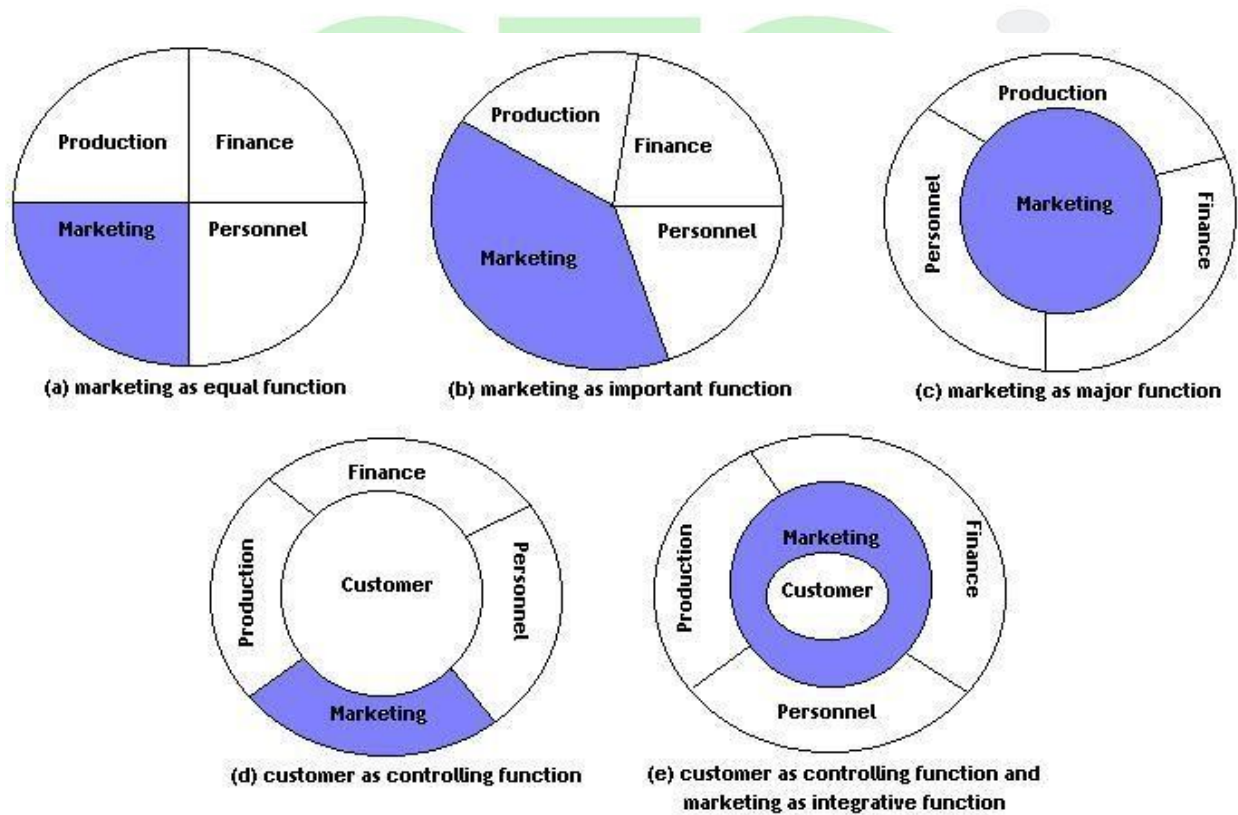 Production
Finance
Marketing
Personnel
(a) marketing as equal function
Production
Finance
Marketing
Personnel
(b) marketing as important function
Production
Marketing
Personnel
Finance
(c) marketing as major function
Finance
Production
Customer
Personnel
Marketing
(d) customer as controlling function
Marketing
Finance
Production
Customer
Personnel
(e) customer as controlling function and
marketing as integrative function